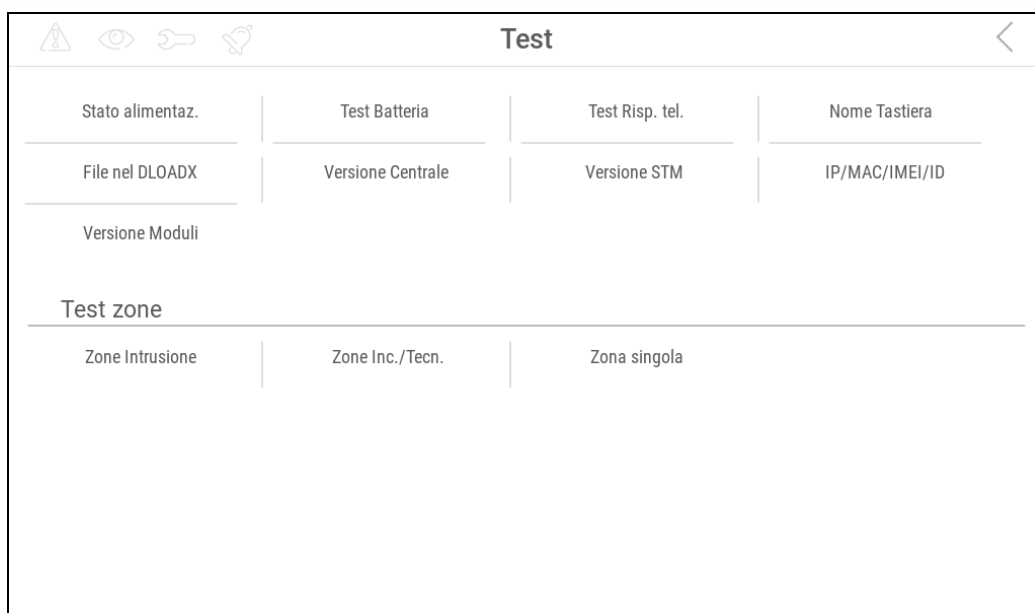 Test
Stato alimentaz. Test Batteria Test Risp. tel. Nome Tastiera
File nel DLOADX Versione Centrale Versione STM IP/MAC/IMEI/ID
Versione Moduli
Test zone
Zone Intrusione Zone Inc./Tecn. Zona singola